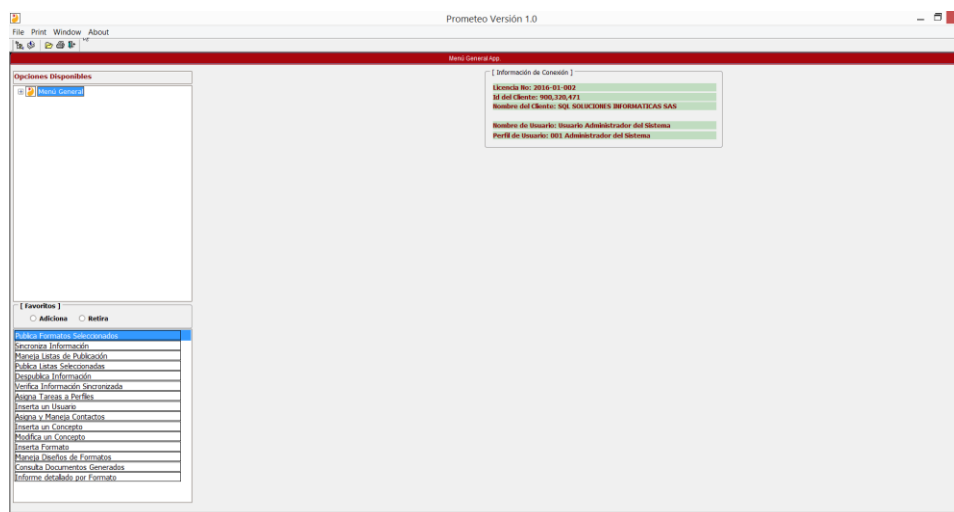 Prometeo Versión 1.0
File Print Window About
Menú General App.
Opciones Disponibles
Menú General
[ Información de Conexión ]
Licencia No: 2016-01-002
Id del Cliente: 900,320,471
Nombre del Cliente: SQL SOLUCIONES INFORMATICAS SAS
Nombre de Usuario: Usuario Administrador del Sistema
Perfil de Usuario: 001 Administrador del Sistema
[ Favoritos ]
Adiciona Retira
Publica Formatos Seleccionados
Sincroniza Información
Maneja Listas de Publicación
Publica Listas Seleccionadas
Despublica Información
Verifica Información Sincronizada
Asigna Tareas a Perfiles
Inserta un Usuario
Asigna y Maneja Contactos
Inserta un Concepto
Modifica un Concepto
Inserta Formato
Maneja Diseños de Formatos
Consulta Documentos Generados
Informe detallado por Formato